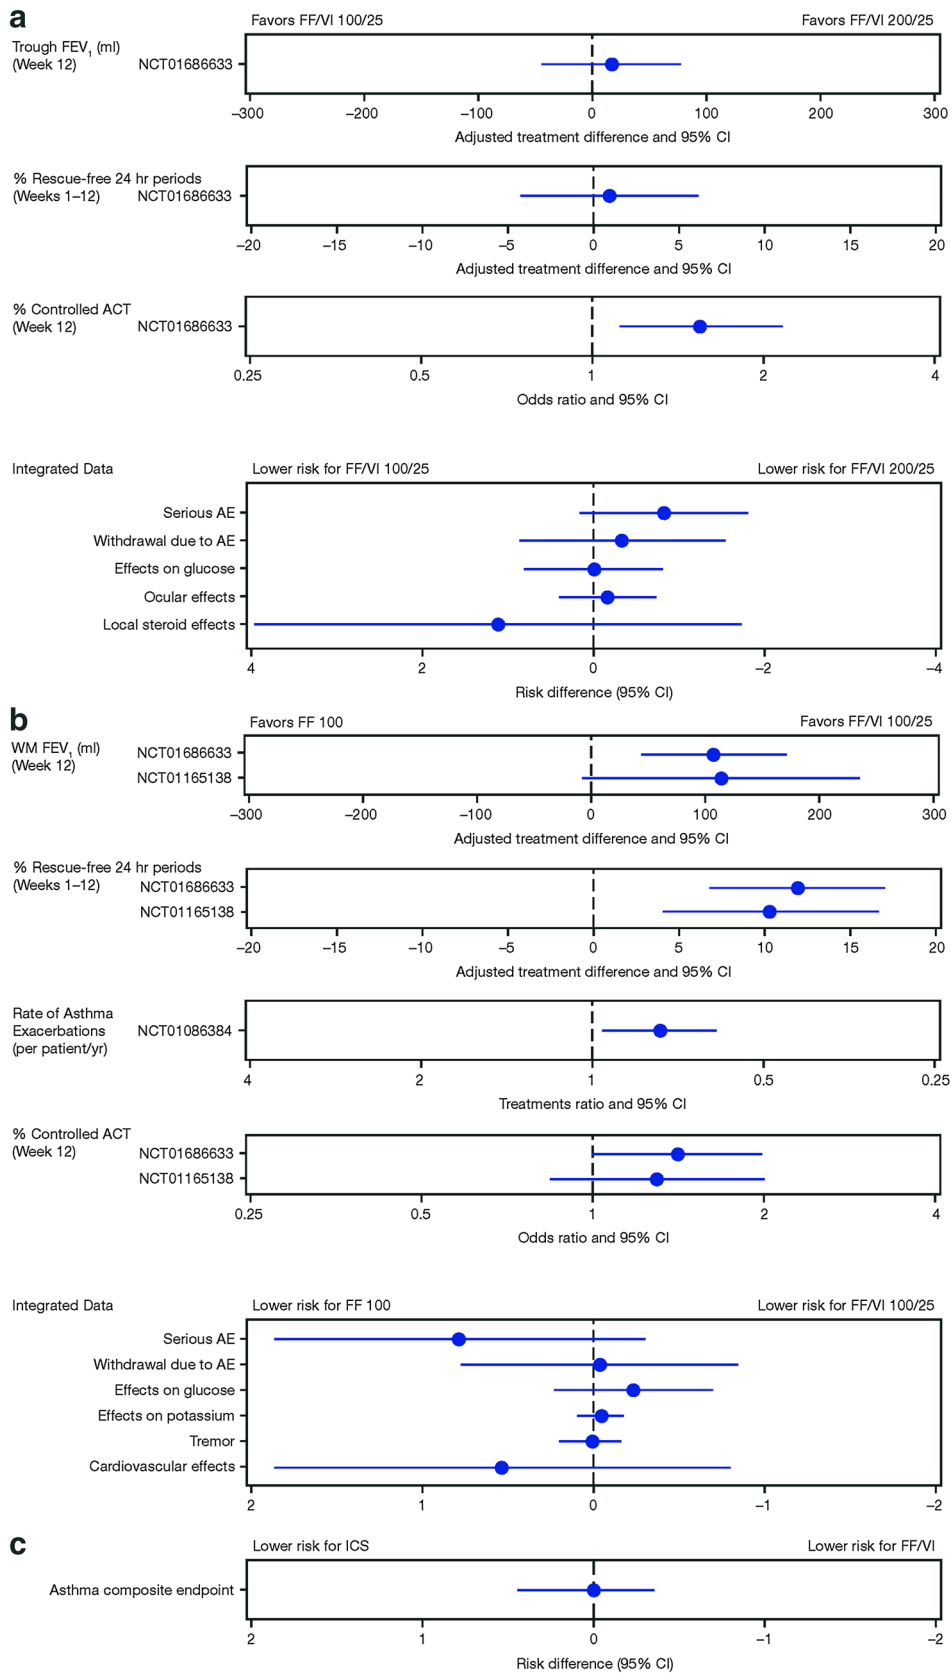 a
Favors FF/VI 100/25 Favors FF/VI 200/25
Trough FEV1 (ml)
(Week 12) NCT01686633
–300 –200 –100 0 100 200 300
Adjusted treatment difference and 95% CI
% Rescue-free 24 hr periods
(Weeks 1–12) NCT01686633
–20 –15 –10 –5 0 5 10 15 20
Adjusted treatment difference and 95% CI
% Controlled ACT
(Week 12) NCT01686633
0.25 0.5 1 2 4
Odds ratio and 95% CI
Integrated Data Lower risk for FF/VI 100/25 Lower risk for FF/VI 200/25
Serious AE
Withdrawal due to AE
Effects on glucose
Ocular effects
Local steroid effects
4 2 0 –2 –4
Risk difference (95% CI)
b
Favors FF 100 Favors FF/VI 100/25
WM FEV1 (ml)
(Week 12)
NCT01686633
NCT01165138
–300 –200 –100 0 100 200 300
Adjusted treatment difference and 95% CI
% Rescue-free 24 hr periods
(Weeks 1–12) NCT01686633
NCT01165138
–20 –15 –10 –5 0 5 10 15 20
Adjusted treatment difference and 95% CI
Rate of Asthma
Exacerbations NCT01086384
(per patient/yr)
4 2 1 0.5 0.25
Treatments ratio and 95% CI
% Controlled ACT
(Week 12) NCT01686633
NCT01165138
0.25 0.5 1 2 4
Odds ratio and 95% CI
Integrated Data Lower risk for FF 100 Lower risk for FF/VI 100/25
Serious AE
Withdrawal due to AE
Effects on glucose
Effects on potassium
Tremor
Cardiovascular effects
2 1 0 –1 –2
c
Lower risk for ICS Lower risk for FF/VI
Asthma composite endpoint
2 1 0 –1 –2
Risk difference (95% CI)